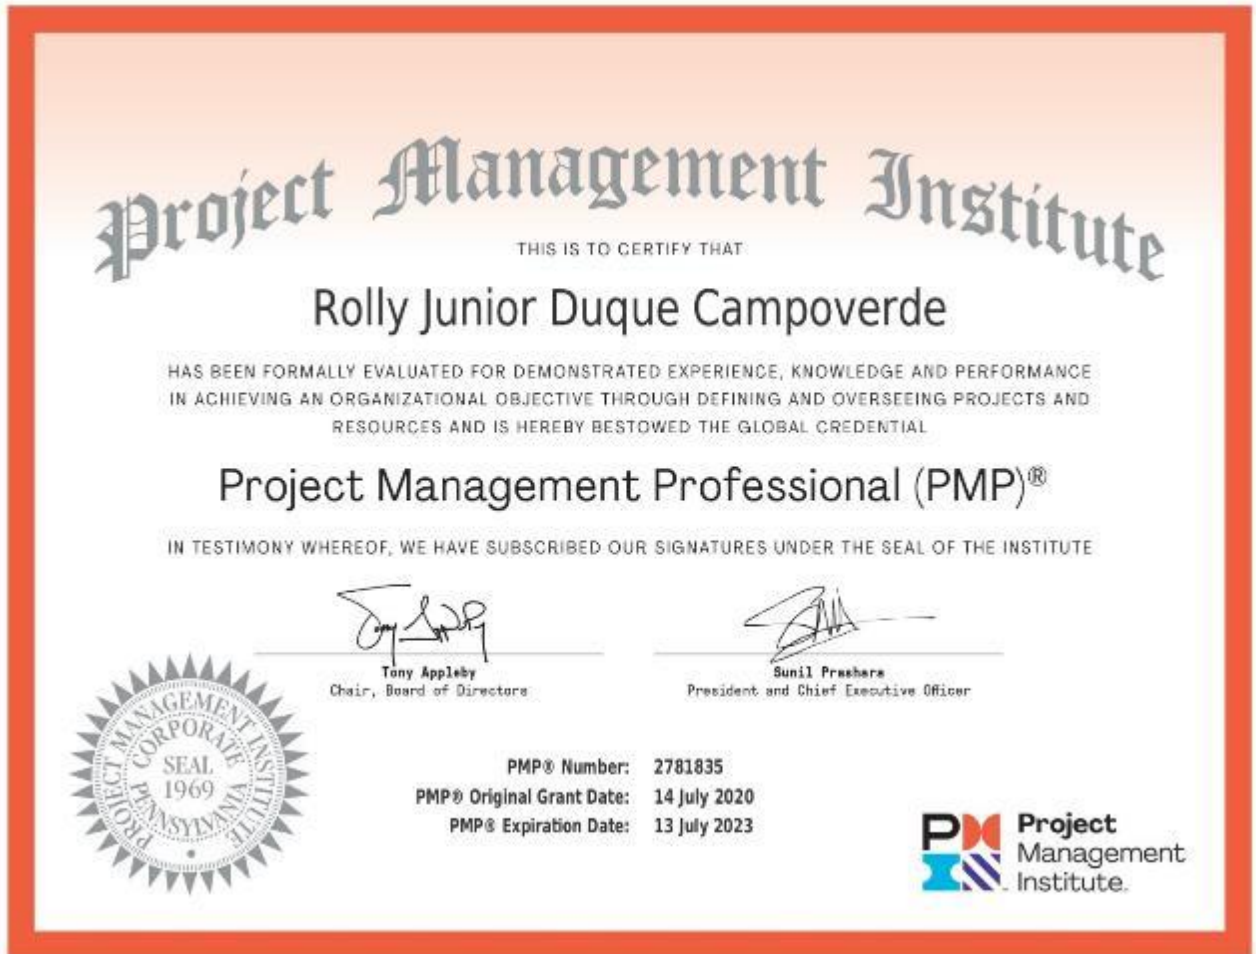 Project Management Institute
THIS IS TO CERTIFY THAT
Rolly Junior Duque Campoverde
HAS BEEN FORMALLY EVALUATED FOR DEMONSTRATED EXPERIENCE, KNOWLEDGE AND PERFORMANCE
IN ACHIEVING AN ORGANIZATIONAL OBJECTIVE THROUGH DEFINING AND OVERSEEING PROJECTS AND
RESOURCES AND IS HEREBY BESTOWED THE GLOBAL CREDENTIAL
Project Management Professional (PMP)®
IN TESTIMONY WHEREOF, WE HAVE SUBSCRIBED OUR SIGNATURES UNDER THE SEAL OF THE INSTITUTE
Tony Appleby
Chair, Board of Directors
Sunil Prashara
President and Chief Executive Officer
PROJECT MANAGEMENT INSTITUTE
CORPORATE
SEAL
1969
PENNSYLVANIA
PMP® Number: 2781835
PMP® Original Grant Date: 14 July 2020
PMP® Expiration Date: 13 July 2023
PM
Project
Management
Institute.